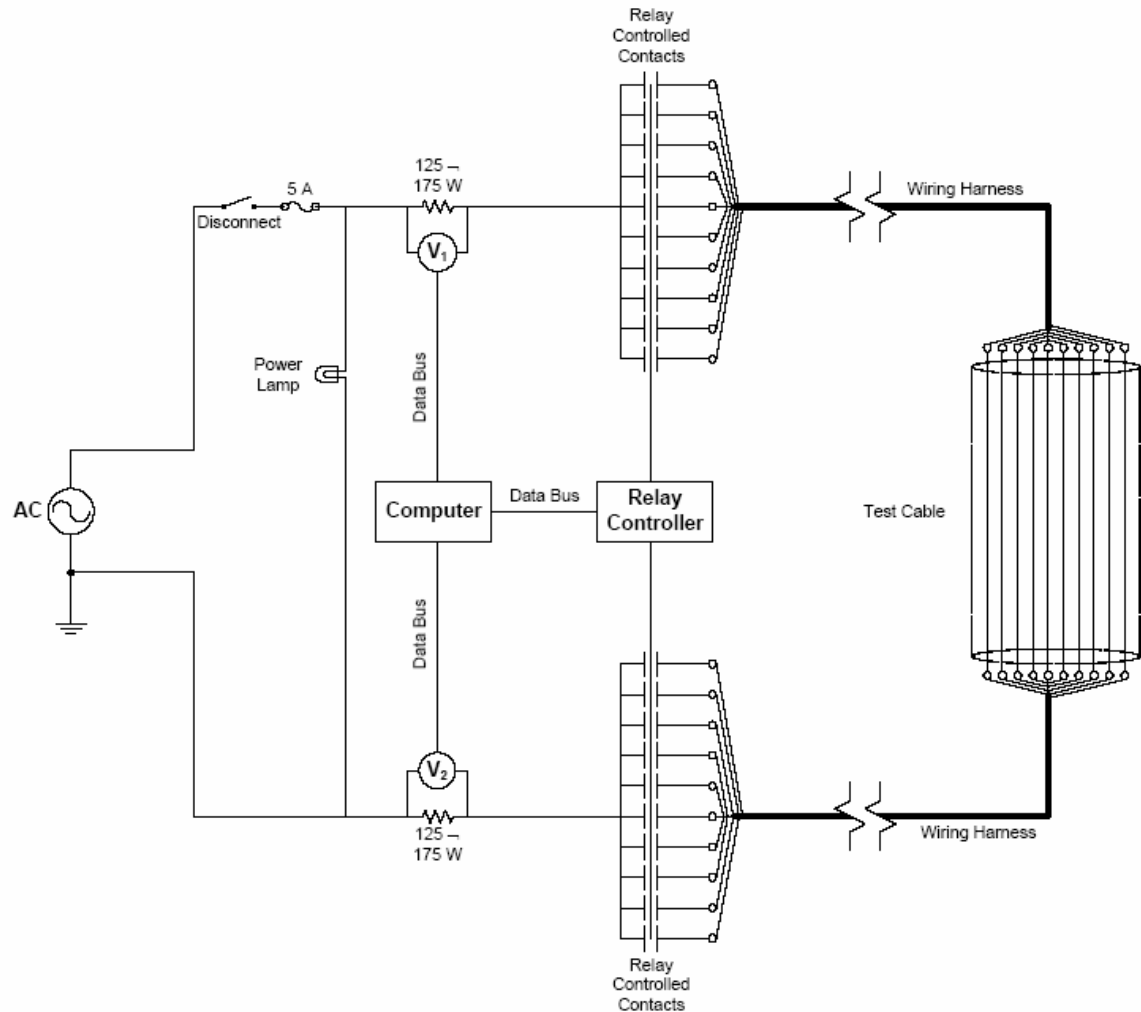 Relay
Controlled
Contacts
125 ¬
175 W
5 A
Disconnect
Wiring Harness
V₁
Power
Lamp
Data Bus
AC
Computer
Data Bus
Relay
Controller
Test Cable
Data Bus
V₂
125 ¬
175 W
Wiring Harness
Relay
Controlled
Contacts